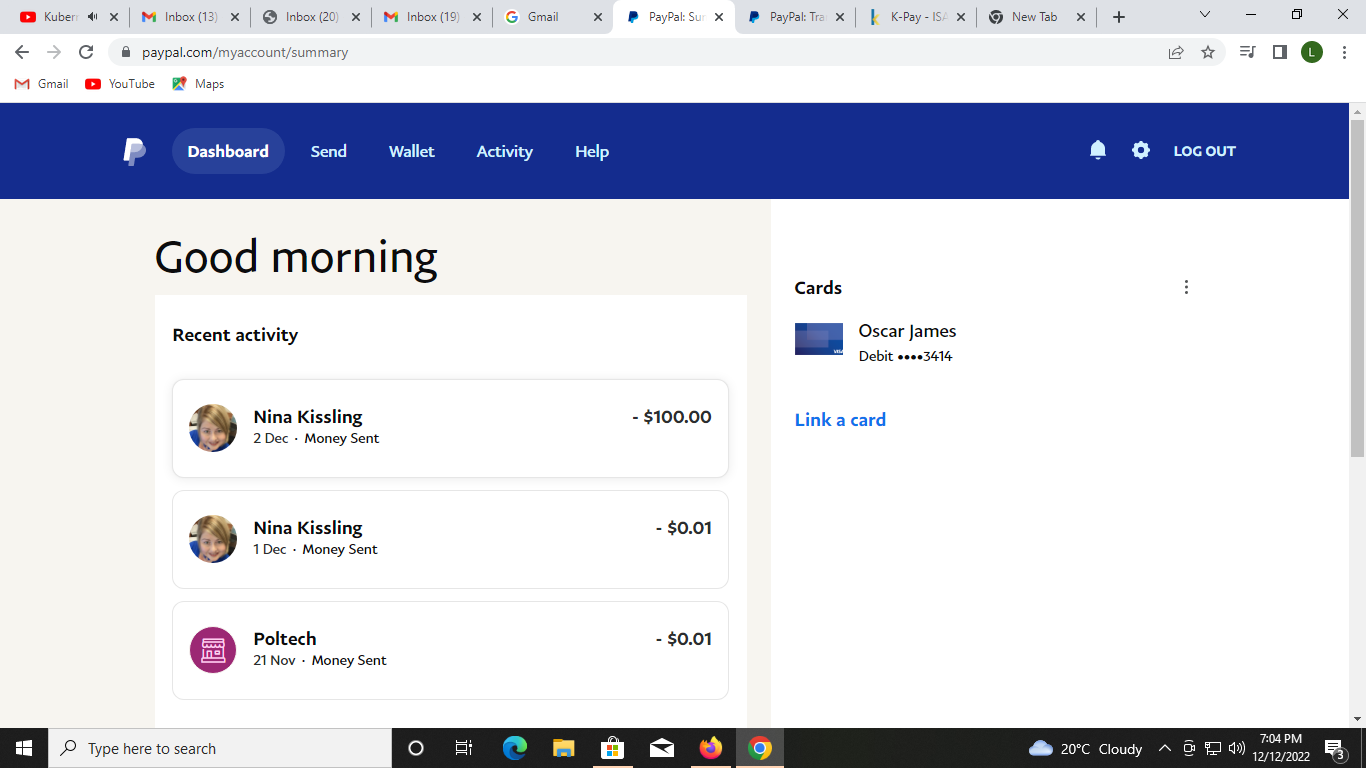 Kubern
Inbox (13)
Inbox (20)
Inbox (19)
Gmail
PayPal: Sur
PayPal: Tra
K-Pay - ISA
New Tab
paypal.com/myaccount/summary
L
Gmail
YouTube
Maps
Dashboard
Send
Wallet
Activity
Help
LOG OUT
Good morning
Recent activity
Nina Kissling
- $100.00
2 Dec · Money Sent
Nina Kissling
- $0.01
1 Dec · Money Sent
Poltech
- $0.01
21 Nov · Money Sent
Cards
Oscar James
VISA
Debit ••••3414
Link a card
Type here to search
20°C Cloudy
7:04 PM
12/12/2022
3